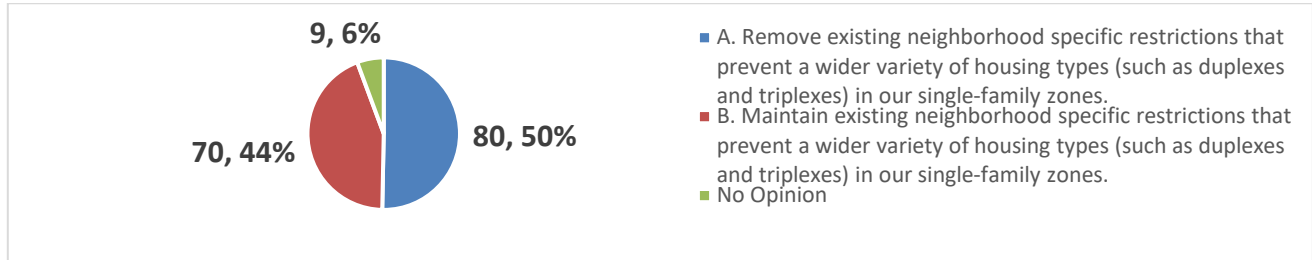 9, 6%
80, 50%
70, 44%
A. Remove existing neighborhood specific restrictions that
prevent a wider variety of housing types (such as duplexes
and triplexes) in our single-family zones.
B. Maintain existing neighborhood specific restrictions that
prevent a wider variety of housing types (such as duplexes
and triplexes) in our single-family zones.
No Opinion